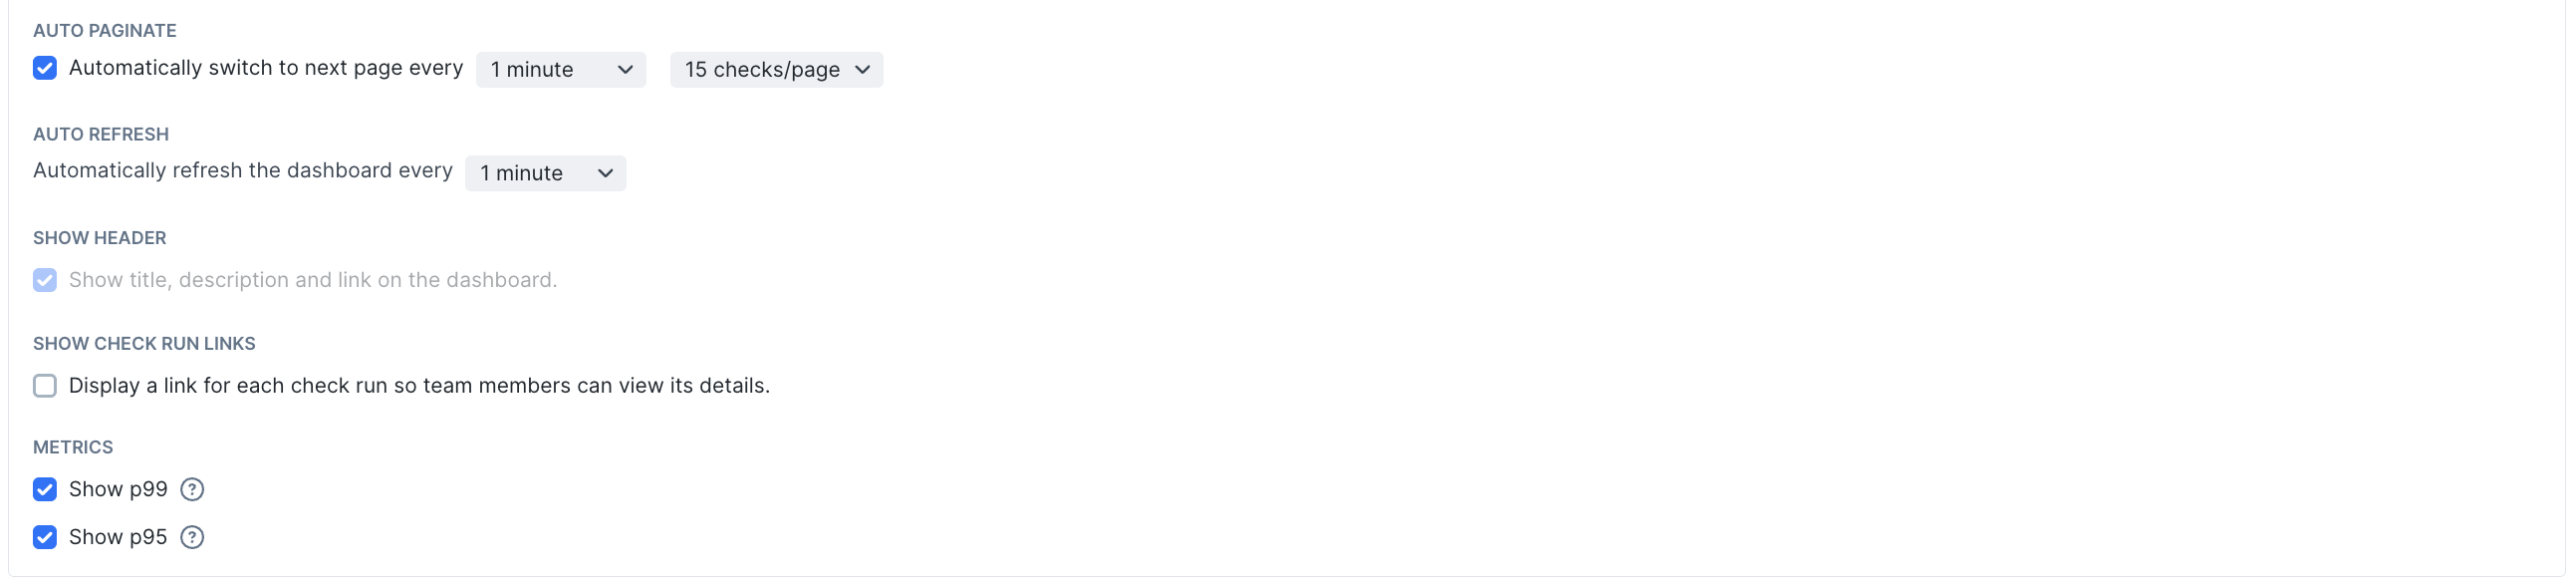 AUTO PAGINATE
Automatically switch to next page every 1 minute 15 checks/page
AUTO REFRESH
Automatically refresh the dashboard every 1 minute
SHOW HEADER
Show title, description and link on the dashboard.
SHOW CHECK RUN LINKS
Display a link for each check run so team members can view its details.
METRICS
Show p99 ?
Show p95 ?